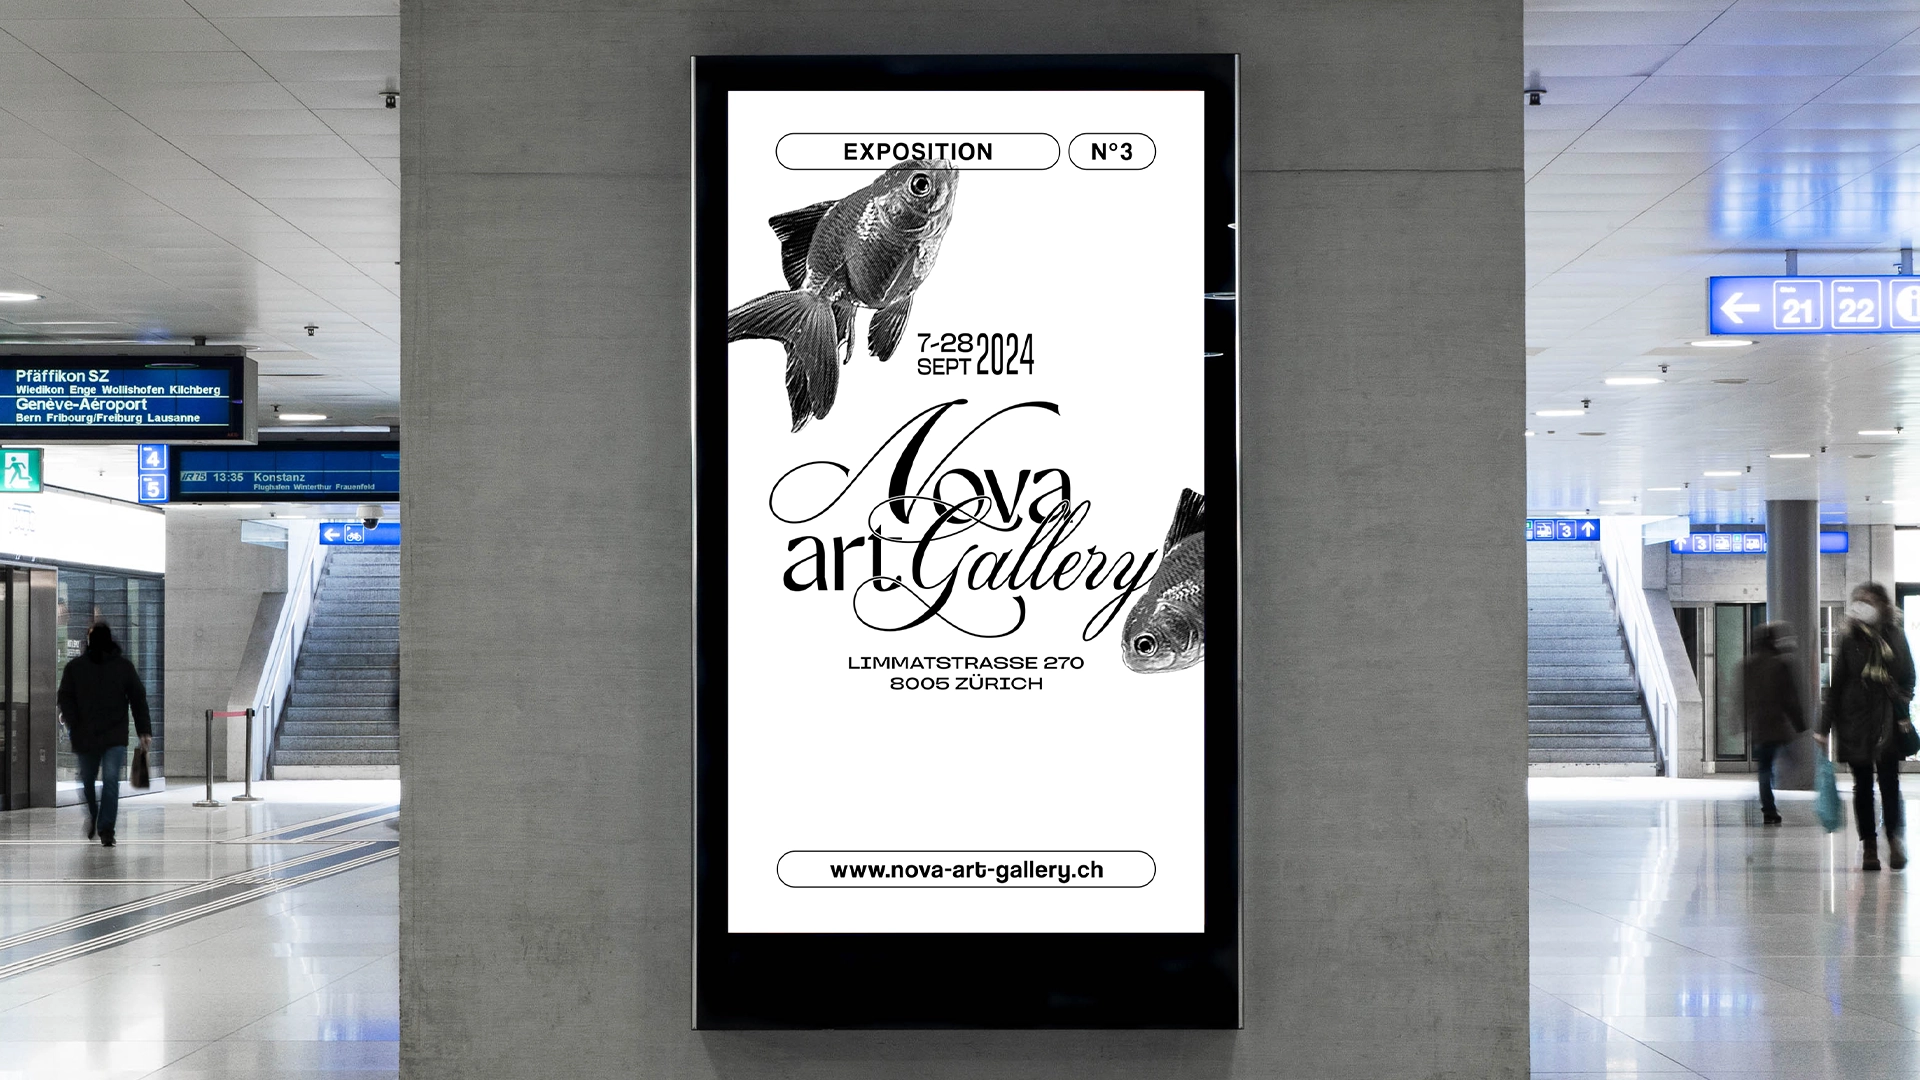 EXPOSITION
N°3
7-28
SEPT 2024
Nova
art Gallery
LIMMATSTRASSE 270
8005 ZÜRICH
www.nova-art-gallery.ch
Pfäffikon SZ
Wiedikon Enge Wollishofen Kilchberg
Genève-Aéroport
Bern Fribourg/Freiburg Lausanne
4
5
IR75 13:35 Konstanz
Flughafen Winterthur Frauenfeld
21 22
3
3